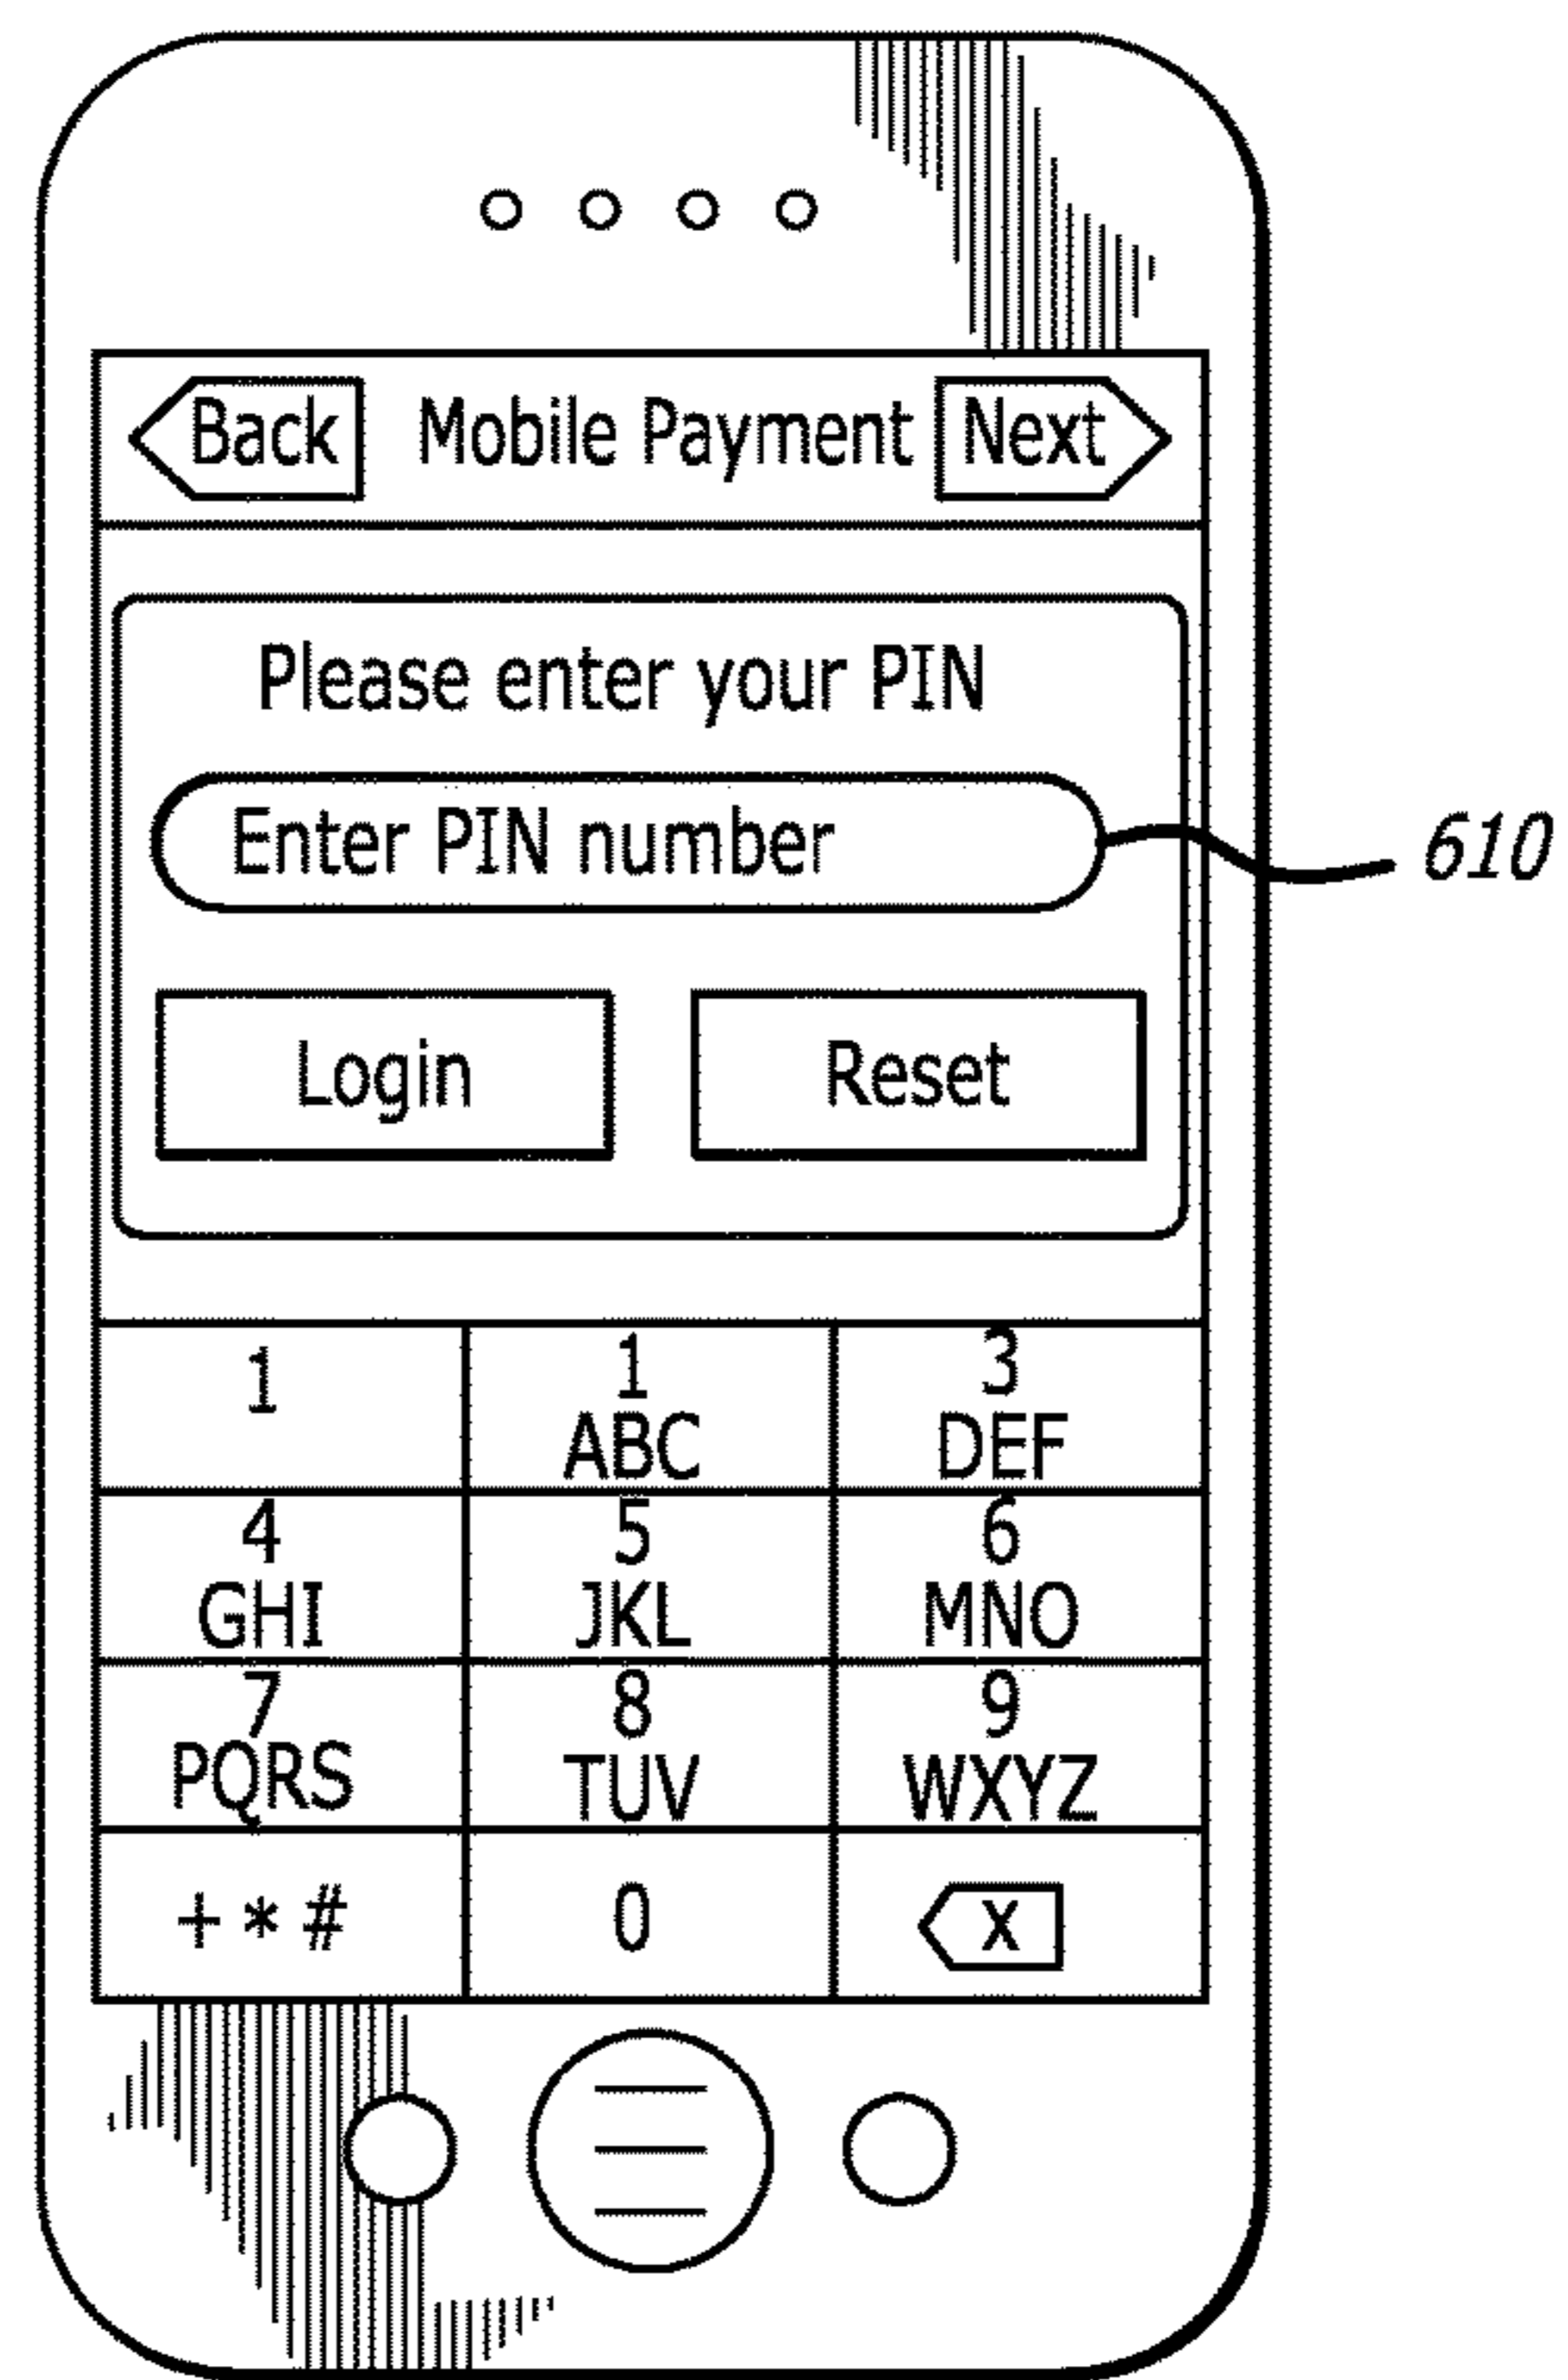 Back Mobile Payment Next
Please enter your PIN
Enter PIN number
610
Login Reset
1 1 3
ABC DEF
4 5 6
GHI JKL MNO
7 8 9
PQRS TUV WXYZ
+ * # 0 X